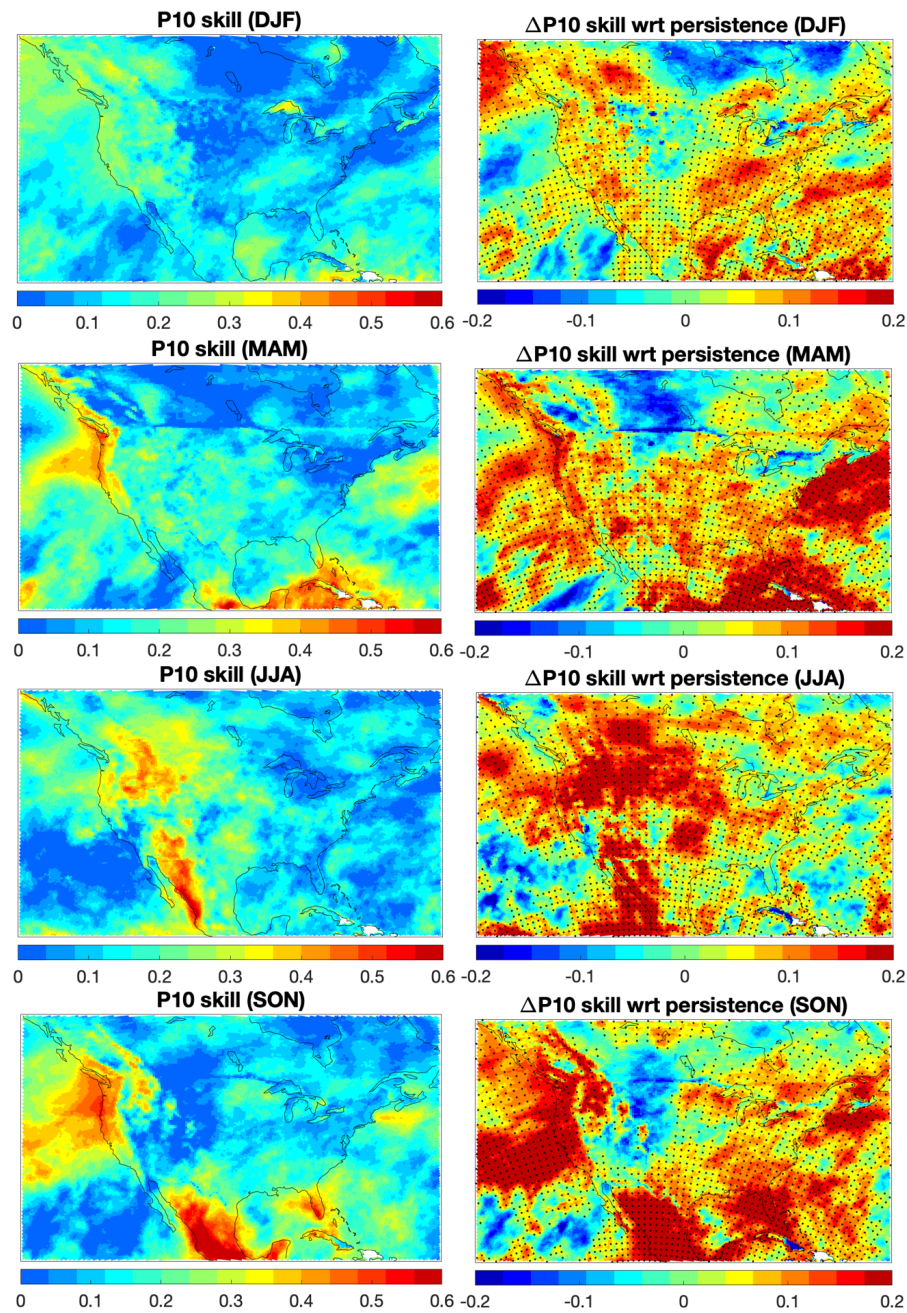 P10 skill (DJF)
ΔP10 skill wrt persistence (DJF)
0 0.1 0.2 0.3 0.4 0.5 0.6
-0.2 -0.1 0 0.1 0.2
P10 skill (MAM)
ΔP10 skill wrt persistence (MAM)
0 0.1 0.2 0.3 0.4 0.5 0.6
-0.2 -0.1 0 0.1 0.2
P10 skill (JJA)
ΔP10 skill wrt persistence (JJA)
0 0.1 0.2 0.3 0.4 0.5 0.6
-0.2 -0.1 0 0.1 0.2
P10 skill (SON)
ΔP10 skill wrt persistence (SON)
0 0.1 0.2 0.3 0.4 0.5 0.6
-0.2 -0.1 0 0.1 0.2